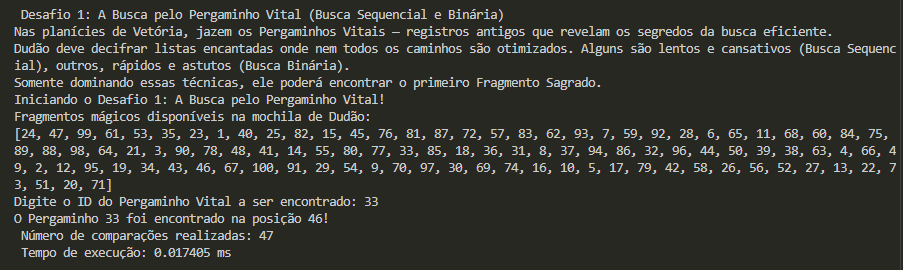 Desafio 1: A Busca pelo Pergaminho Vital (Busca Sequencial e Binária)
Nas planícies de Vetória, jazem os Pergaminhos Vitais — registros antigos que revelam os segredos da busca eficiente.
Dudão deve decifrar listas encantadas onde nem todos os caminhos são otimizados. Alguns são lentos e cansativos (Busca Sequenc
ial), outros, rápidos e astutos (Busca Binária).
Somente dominando essas técnicas, ele poderá encontrar o primeiro Fragmento Sagrado.
Iniciando o Desafio 1: A Busca pelo Pergaminho Vital!
Fragmentos mágicos disponíveis na mochila de Dudão:
[24, 47, 99, 61, 53, 35, 23, 1, 40, 25, 82, 15, 45, 76, 81, 87, 72, 57, 83, 62, 93, 7, 59, 92, 28, 6, 65, 11, 68, 60, 84, 75,
89, 88, 98, 64, 21, 3, 90, 78, 48, 41, 14, 55, 80, 77, 33, 85, 18, 36, 31, 8, 37, 94, 86, 32, 96, 44, 50, 39, 38, 63, 4, 66, 4
9, 2, 12, 95, 19, 34, 43, 46, 67, 100, 91, 29, 54, 9, 70, 97, 30, 69, 74, 16, 10, 5, 17, 79, 42, 58, 26, 56, 52, 27, 13, 22, 7
3, 51, 20, 71]
Digite o ID do Pergaminho Vital a ser encontrado: 33
O Pergaminho 33 foi encontrado na posição 46!
Número de comparações realizadas: 47
Tempo de execução: 0.017405 ms